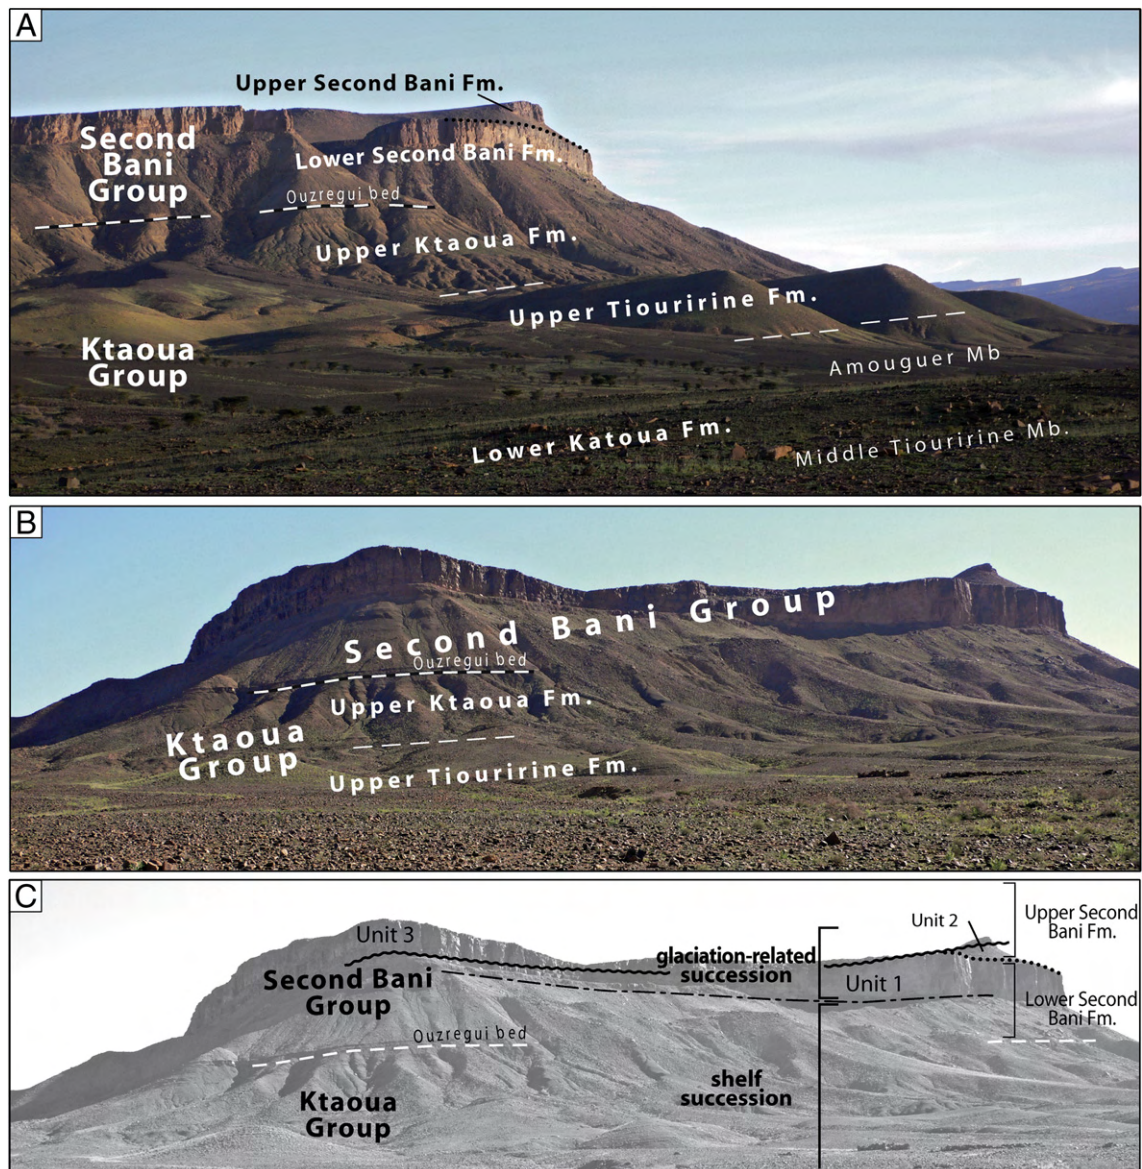 A
Upper Second Bani Fm.
Second
Bani
Group
Lower Second Bani Fm.
Ouzregui bed
Upper Ktaoua Fm.
Upper Tiouririne Fm.
Ktaoua
Group
Amouguer Mb
Lower Katoua Fm.
Middle Tiouririne Mb.
B
Second Bani Group
Ouzregui bed
Upper Ktaoua Fm.
Ktaoua
Group
Upper Tiouririne Fm.
C
Unit 3
Unit 2
Upper Second
Bani Fm.
glaciation-related
succession
Second Bani
Group
Unit 1
Lower Second
Bani Fm.
Ouzregui bed
shelf
succession
Ktaoua
Group